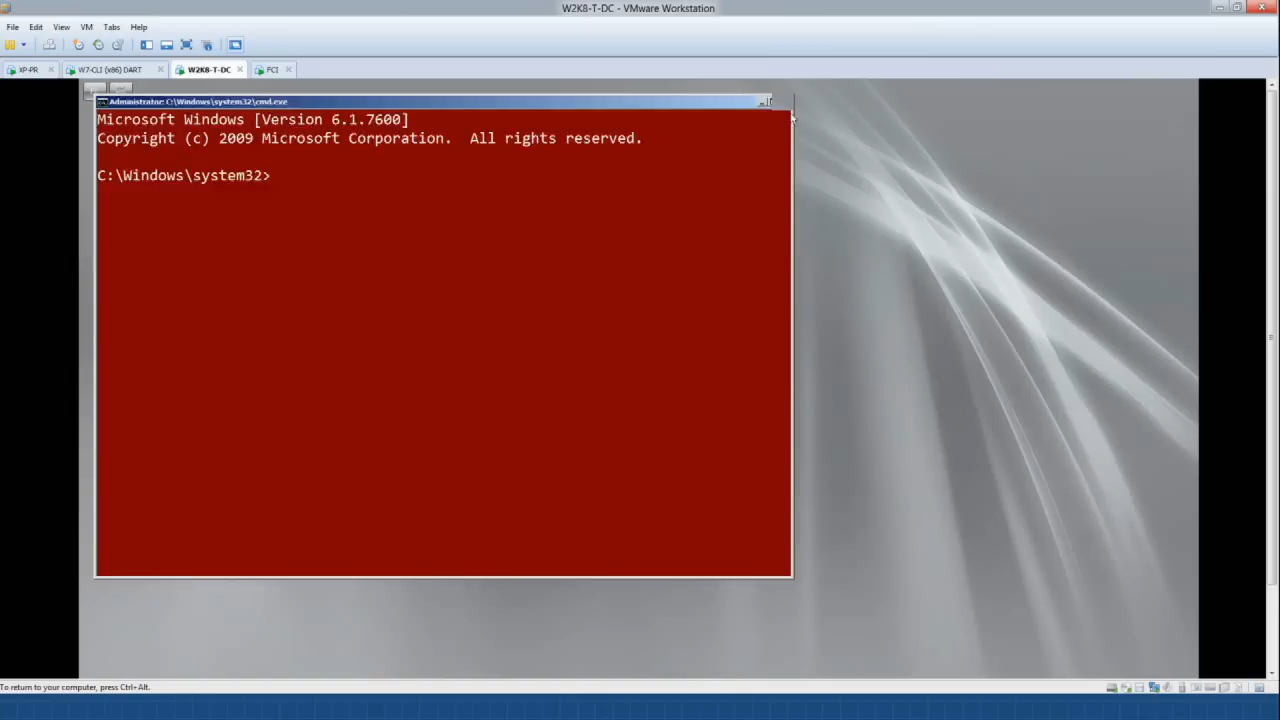 W2K8-T-DC - VMware Workstation
File Edit View VM Tabs Help
XP-PR W7-CLI (x86) DART W2K8-T-DC FCI
Administrator: C:\Windows\system32\cmd.exe
Microsoft Windows [Version 6.1.7600]
Copyright (c) 2009 Microsoft Corporation.  All rights reserved.
C:\Windows\system32>
To return to your computer, press Ctrl+Alt.